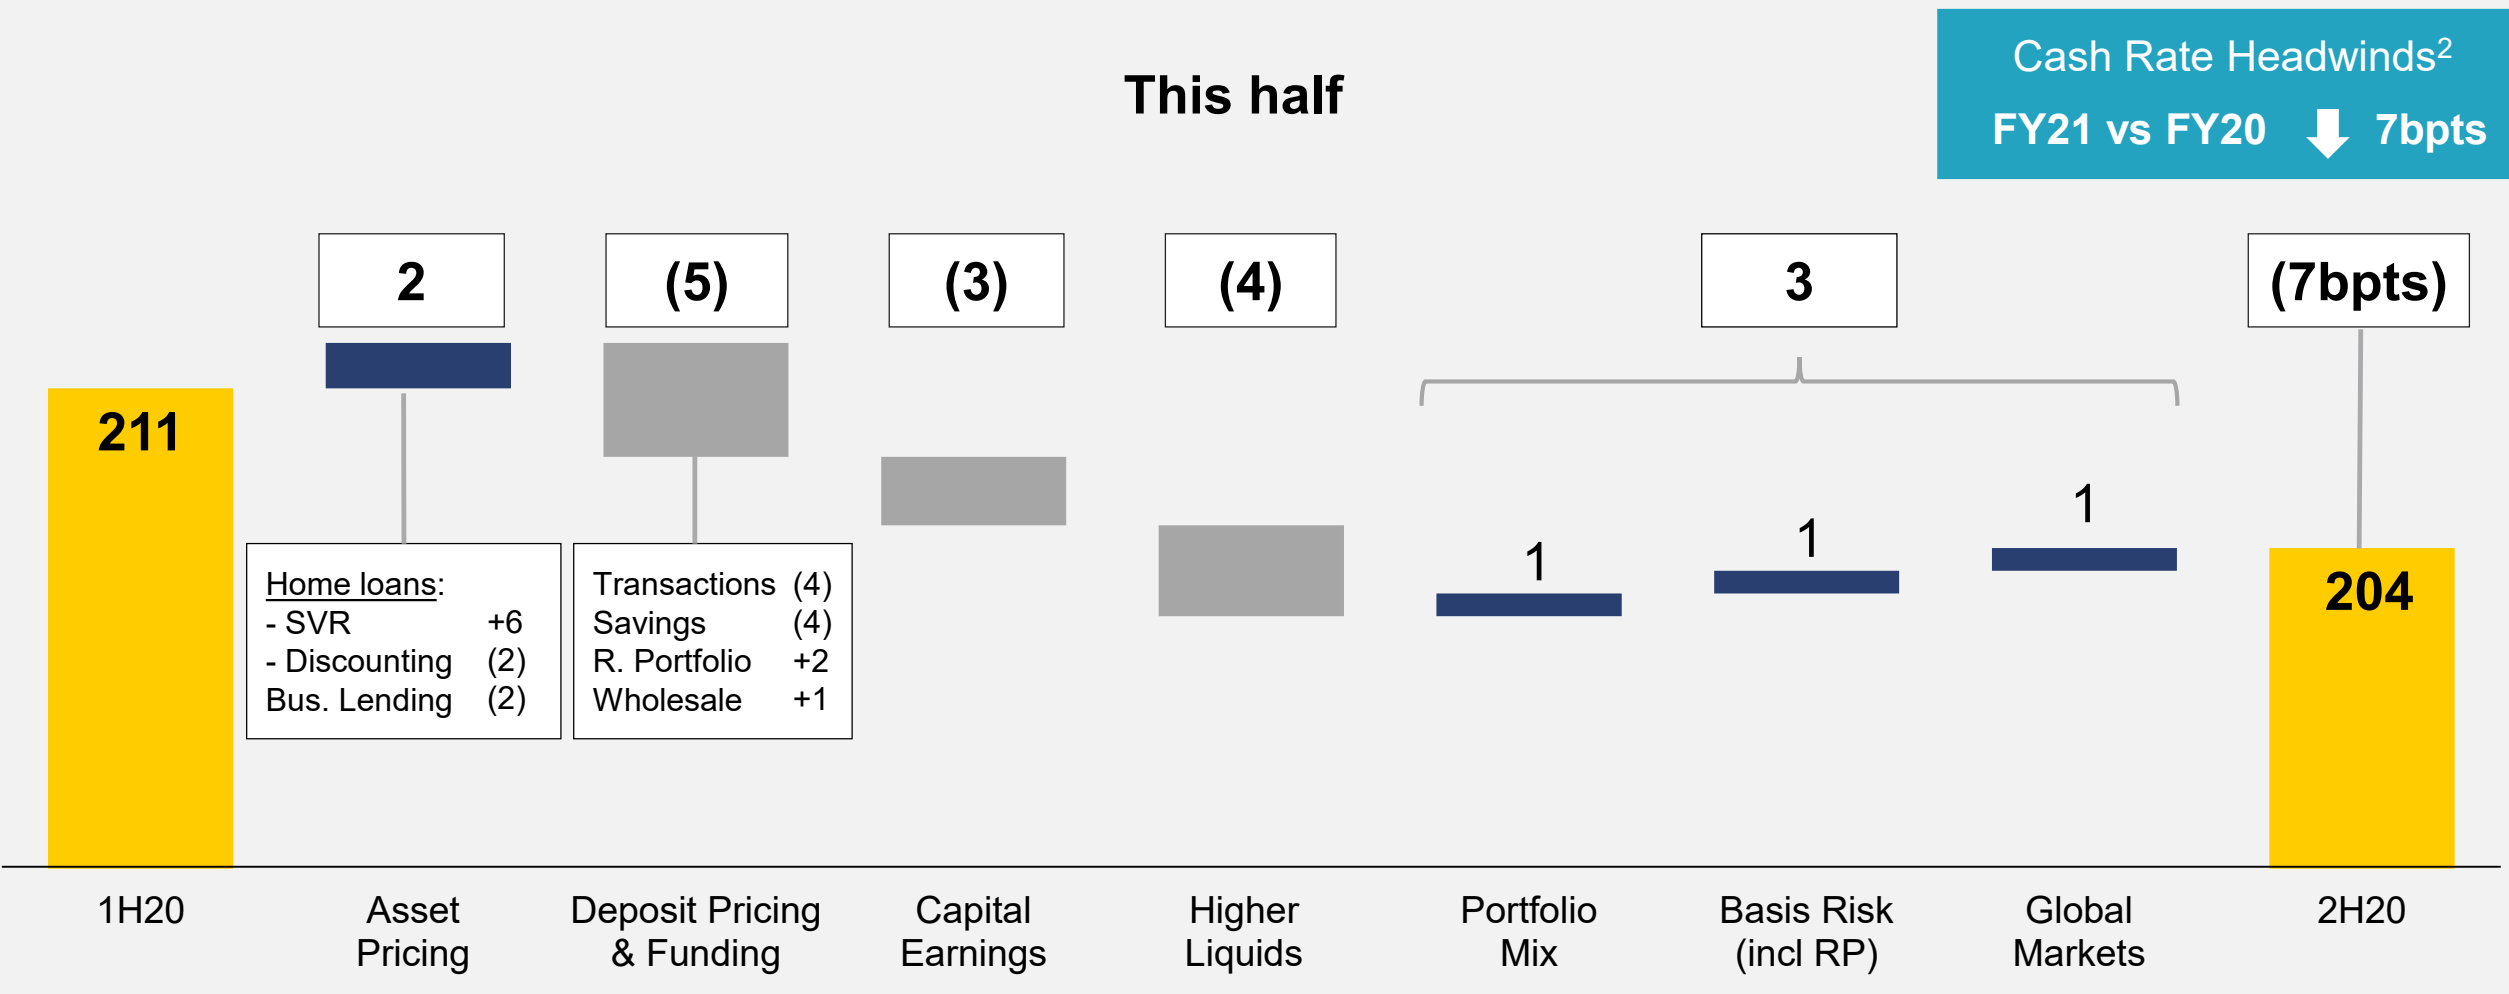 This half
Cash Rate Headwinds²
FY21 vs FY20 7bpts
2 (5) (3) (4) 3 (7bpts)
211
1
1
1
204
Home loans:
- SVR +6
- Discounting (2)
Bus. Lending (2)
Transactions (4)
Savings (4)
R. Portfolio +2
Wholesale +1
1H20
Asset
Pricing
Deposit Pricing
& Funding
Capital
Earnings
Higher
Liquids
Portfolio
Mix
Basis Risk
(incl RP)
Global
Markets
2H20